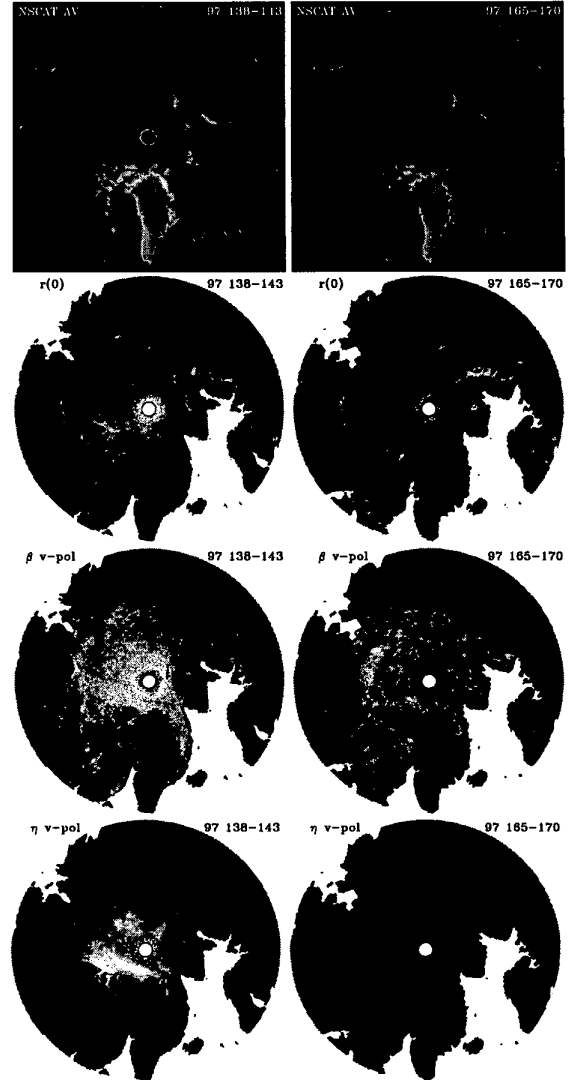 NSCAT AV 97 138-143 NSCAT AV 97 165-170
r(0) 97 138-143 r(0) 97 165-170
β v-pol 97 138-143 β v-pol 97 165-170
η v-pol 97 138-143 η v-pol 97 165-170